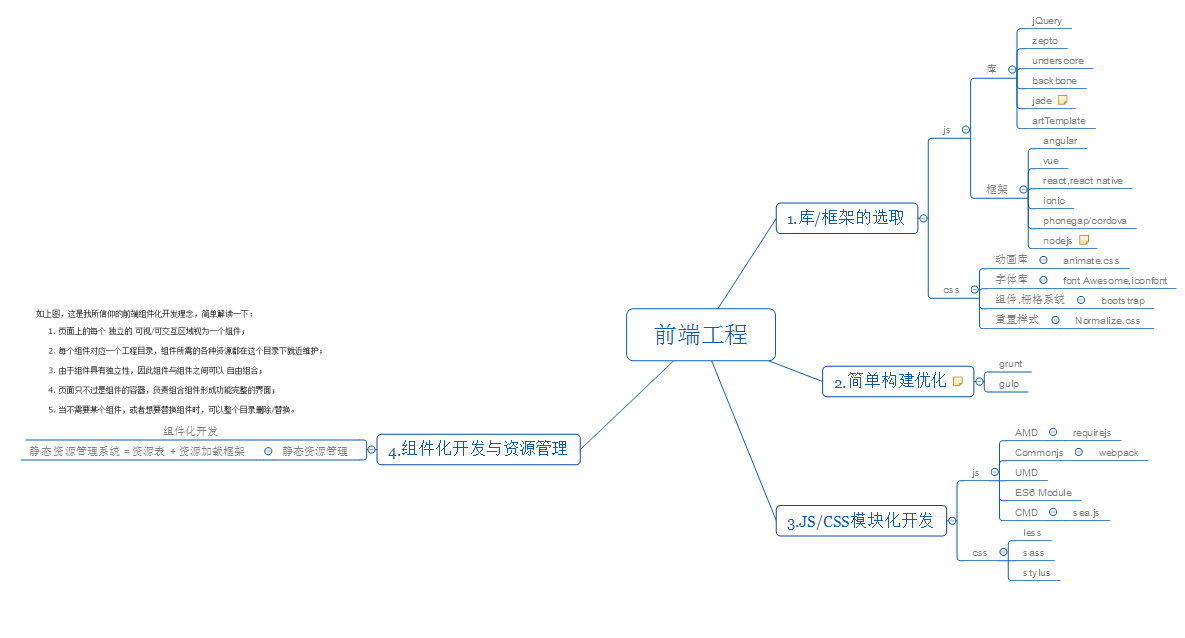 前端工程
1.库/框架的选取
js
库
jQuery
zepto
underscore
backbone
jade
artTemplate
框架
angular
vue
react,react native
ionic
phonegap/cordova
nodejs
css
动画库
animate.css
字体库
font Awesome,iconfont
组件,栅格系统
bootstrap
重置样式
Normalize.css
2.简单构建优化
grunt
gulp
3.JS/CSS模块化开发
js
AMD
requirejs
Commonjs
webpack
UMD
ES6 Module
CMD
sea.js
css
less
sass
stylus
4.组件化开发与资源管理
如上图，这是我所信仰的前端组件化开发理念，简单解读一下：
1. 页面上的每个 独立的 可视/可交互区域视为一个组件；
2. 每个组件对应一个工程目录，组件所需的各种资源都在这个目录下就近维护；
3. 由于组件具有独立性，因此组件与组件之间可以 自由组合；
4. 页面只不过是组件的容器，负责组合组件形成功能完整的界面；
5. 当不需要某个组件，或者想要替换组件时，可以整个目录删除/替换。
组件化开发
静态资源管理系统 = 资源表 + 资源加载框架
静态资源管理